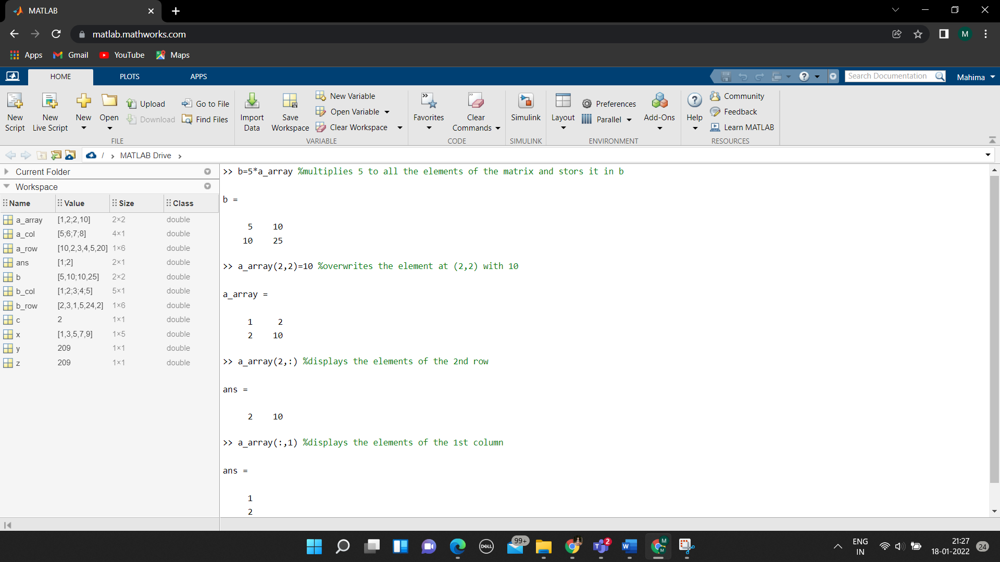 MATLAB
matlab.mathworks.com
M
Apps Gmail YouTube Maps
HOME PLOTS APPS
Search Documentation
Mahima
New Script
New Live Script
New
Open
Upload
Download
Go to File
Find Files
FILE
Import Data
Save Workspace
New Variable
Open Variable
Clear Workspace
VARIABLE
Favorites
Clear Commands
CODE
Simulink
SIMULINK
Layout
Preferences
Parallel
Add-Ons
ENVIRONMENT
Help
Community
Feedback
Learn MATLAB
RESOURCES
/ > MATLAB Drive >
Current Folder
Workspace
Name Value Size Class
a_array [1,2;2,10] 2×2 double
a_col [5;6;7;8] 4×1 double
a_row [10,2,3,4,5,20] 1×6 double
ans [1;2] 2×1 double
b [5,10;10,25] 2×2 double
b_col [1;2;3;4;5] 5×1 double
b_row [2,3,1,5,24,2] 1×6 double
c 2 1×1 double
x [1,3,5,7,9] 1×5 double
y 209 1×1 double
z 209 1×1 double
>> b=5*a_array %multiplies 5 to all the elements of the matrix and stors it in b
b =
5 10
10 25
>> a_array(2,2)=10 %overwrites the element at (2,2) with 10
a_array =
1 2
2 10
>> a_array(2,:) %displays the elements of the 2nd row
ans =
2 10
>> a_array(:,1) %displays the elements of the 1st column
ans =
1
2
DELL
99+
2
W
M
M
ENG
IN
21:27
18-01-2022
24